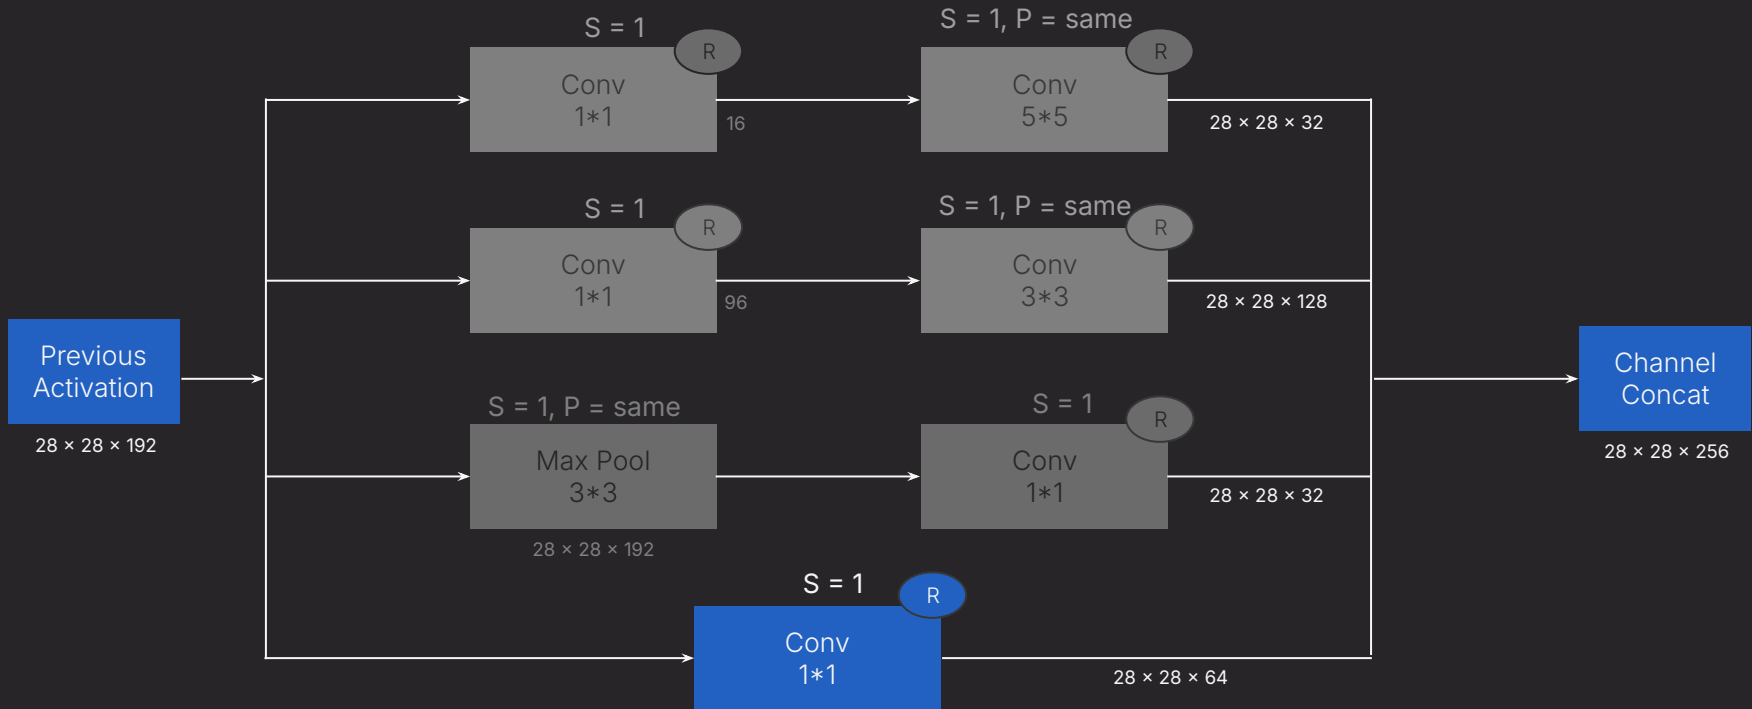 S = 1
S = 1, P = same
R
R
Conv
1*1
Conv
5*5
16
28 × 28 × 32
S = 1
S = 1, P = same
R
R
Conv
1*1
Conv
3*3
96
28 × 28 × 128
Previous
Activation
28 × 28 × 192
Channel
Concat
28 × 28 × 256
S = 1, P = same
S = 1
R
Max Pool
3*3
Conv
1*1
28 × 28 × 32
28 × 28 × 192
S = 1
R
Conv
1*1
28 × 28 × 64